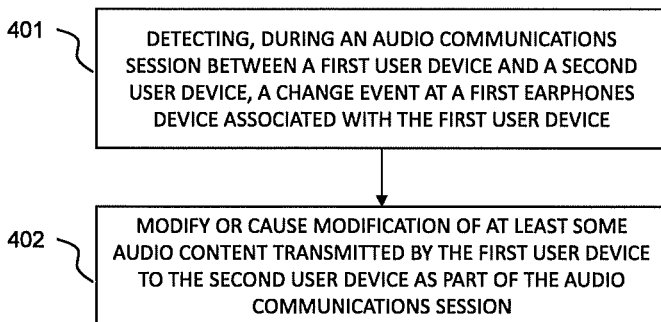 401
DETECTING, DURING AN AUDIO COMMUNICATIONS
SESSION BETWEEN A FIRST USER DEVICE AND A SECOND
USER DEVICE, A CHANGE EVENT AT A FIRST EARPHONES
DEVICE ASSOCIATED WITH THE FIRST USER DEVICE
402
MODIFY OR CAUSE MODIFICATION OF AT LEAST SOME
AUDIO CONTENT TRANSMITTED BY THE FIRST USER DEVICE
TO THE SECOND USER DEVICE AS PART OF THE AUDIO
COMMUNICATIONS SESSION